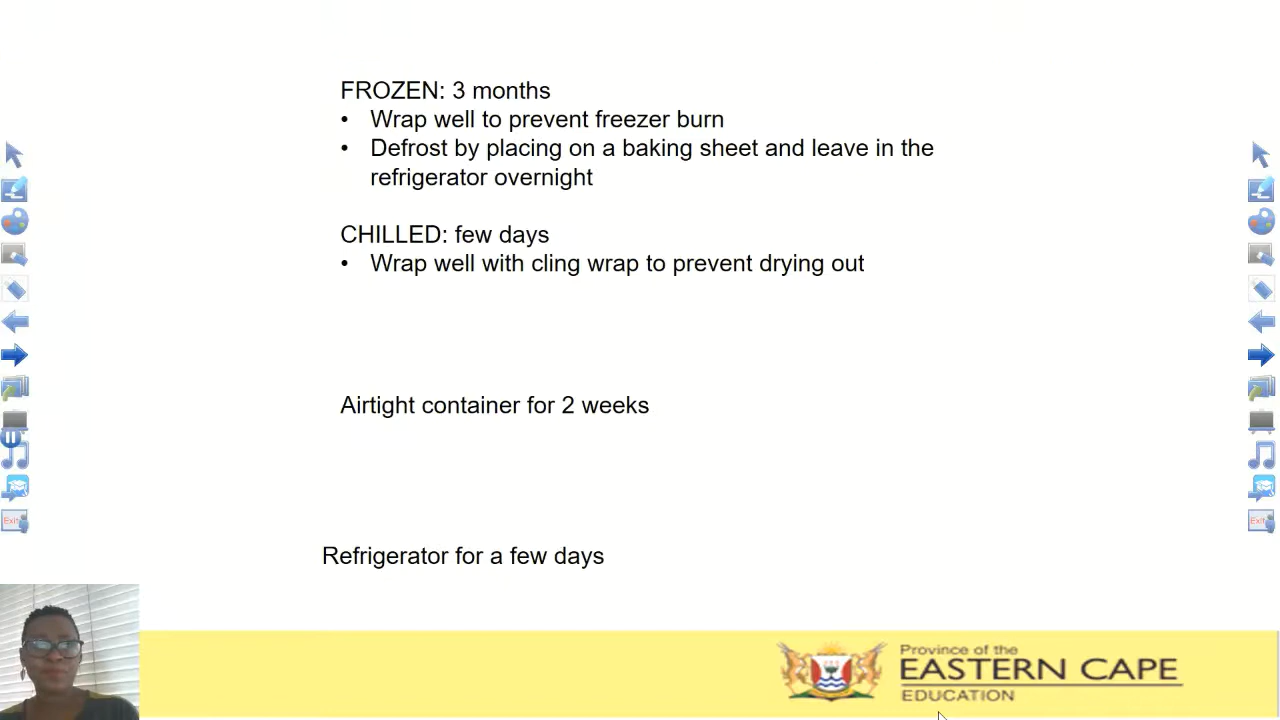 FROZEN: 3 months
• Wrap well to prevent freezer burn
• Defrost by placing on a baking sheet and leave in the
refrigerator overnight
CHILLED: few days
• Wrap well with cling wrap to prevent drying out
Airtight container for 2 weeks
Refrigerator for a few days
Exit
Exit
Province of the
EASTERN CAPE
EDUCATION